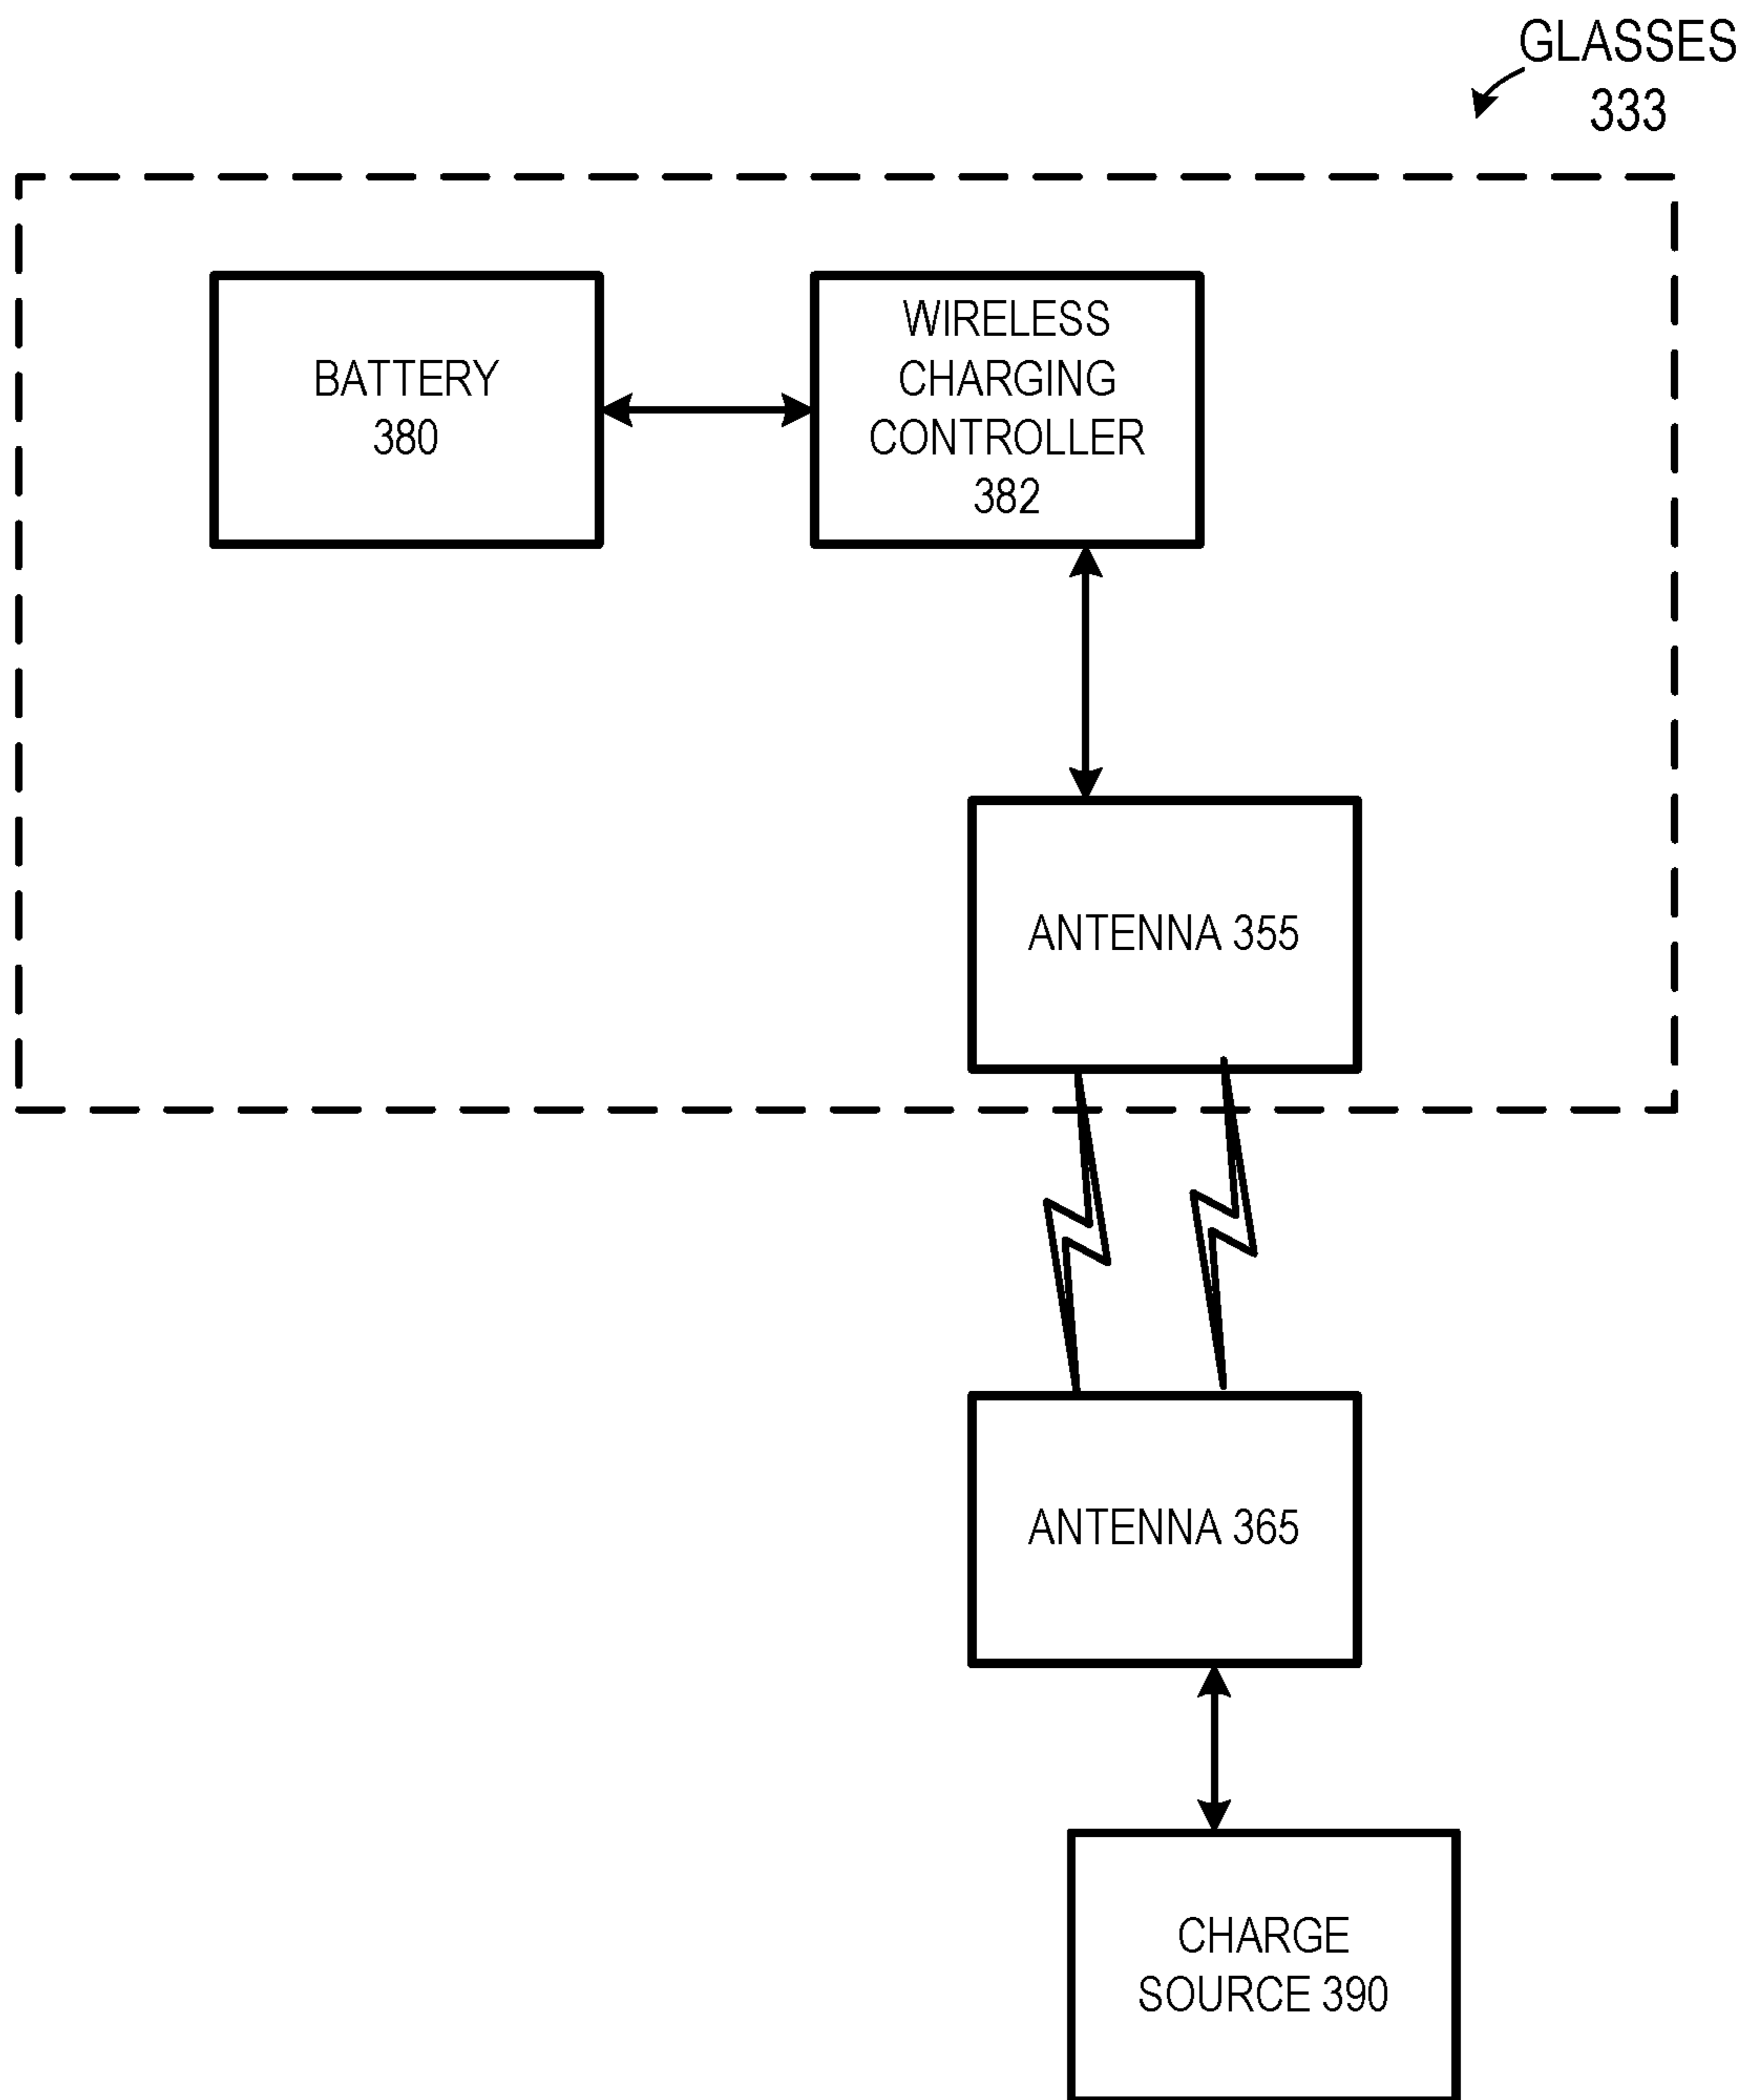 GLASSES
333
BATTERY
380
WIRELESS
CHARGING
CONTROLLER
382
ANTENNA 355
ANTENNA 365
CHARGE
SOURCE 390